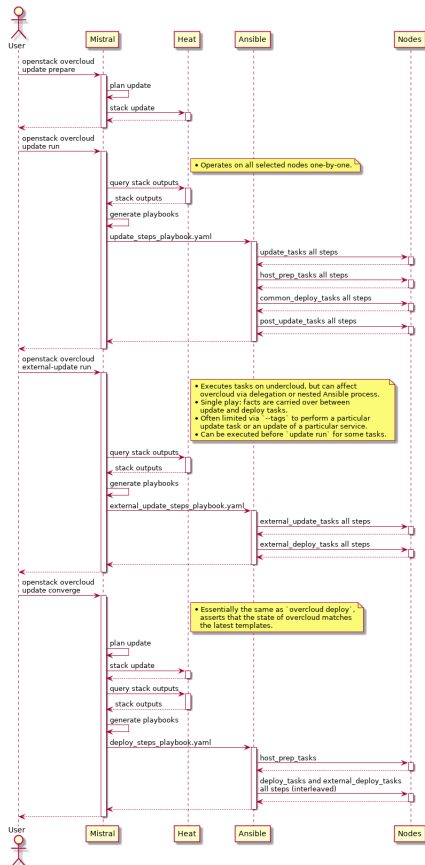 User
Mistral
Heat
Ansible
Nodes
openstack overcloud
update prepare
plan update
stack update
openstack overcloud
update run
• Operates on all selected nodes one-by-one.
query stack outputs
stack outputs
generate playbooks
update_steps_playbook.yaml
update_tasks all steps
host_prep_tasks all steps
common_deploy_tasks all steps
post_update_tasks all steps
openstack overcloud
external-update run
• Executes tasks on undercloud, but can affect
overcloud via delegation or nested Ansible process.
• Single play: facts are carried over between
update and deploy tasks.
• Often limited via `--tags` to perform a particular
update task or an update of a particular service.
• Can be executed before `update run` for some tasks.
query stack outputs
stack outputs
generate playbooks
external_update_steps_playbook.yaml
external_update_tasks all steps
external_deploy_tasks all steps
openstack overcloud
update converge
• Essentially the same as `overcloud deploy`,
asserts that the state of overcloud matches
the latest templates.
plan update
stack update
query stack outputs
stack outputs
generate playbooks
deploy_steps_playbook.yaml
host_prep_tasks
deploy_tasks and external_deploy_tasks
all steps (interleaved)
User
Mistral
Heat
Ansible
Nodes